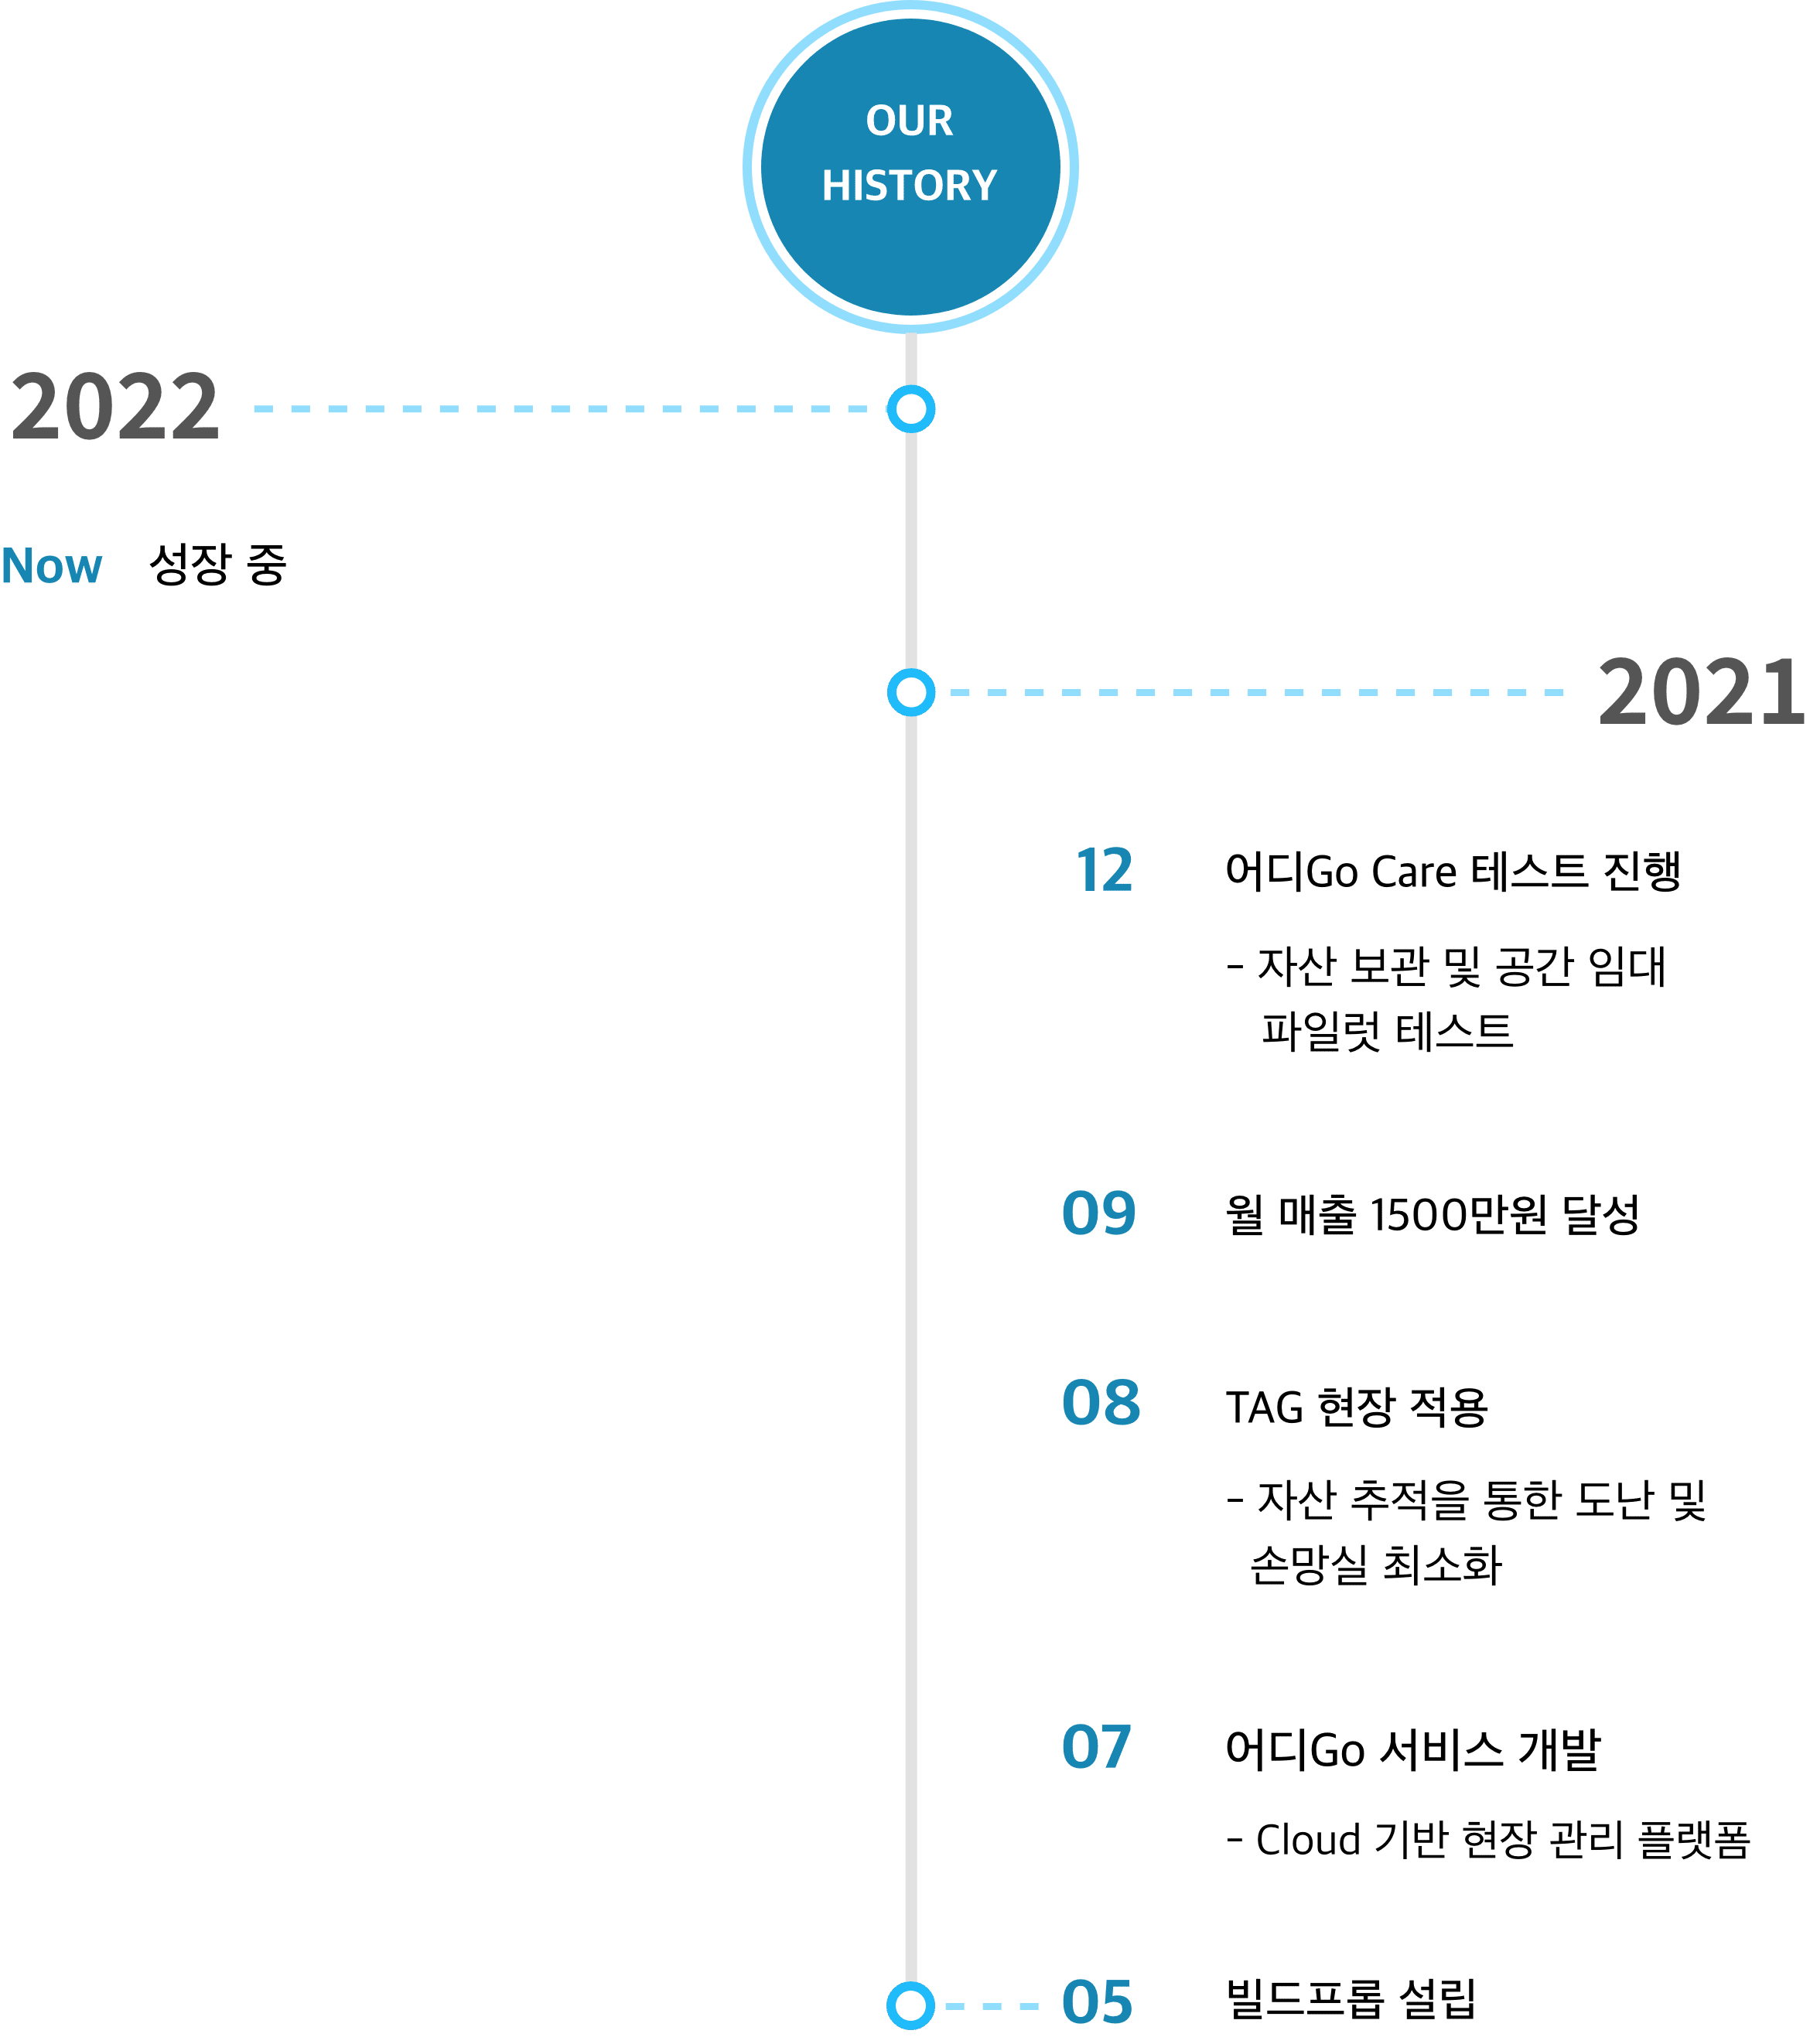 OUR
HISTORY
2022
Now 성장 중
2021
12 어디Go Care 테스트 진행
- 자산 보관 및 공간 임대
파일럿 테스트
09 월 매출 1500만원 달성
08 TAG 현장 적용
- 자산 추적을 통한 도난 및
손망실 최소화
07 어디Go 서비스 개발
- Cloud 기반 현장 관리 플랫폼
05 빌드프롬 설립